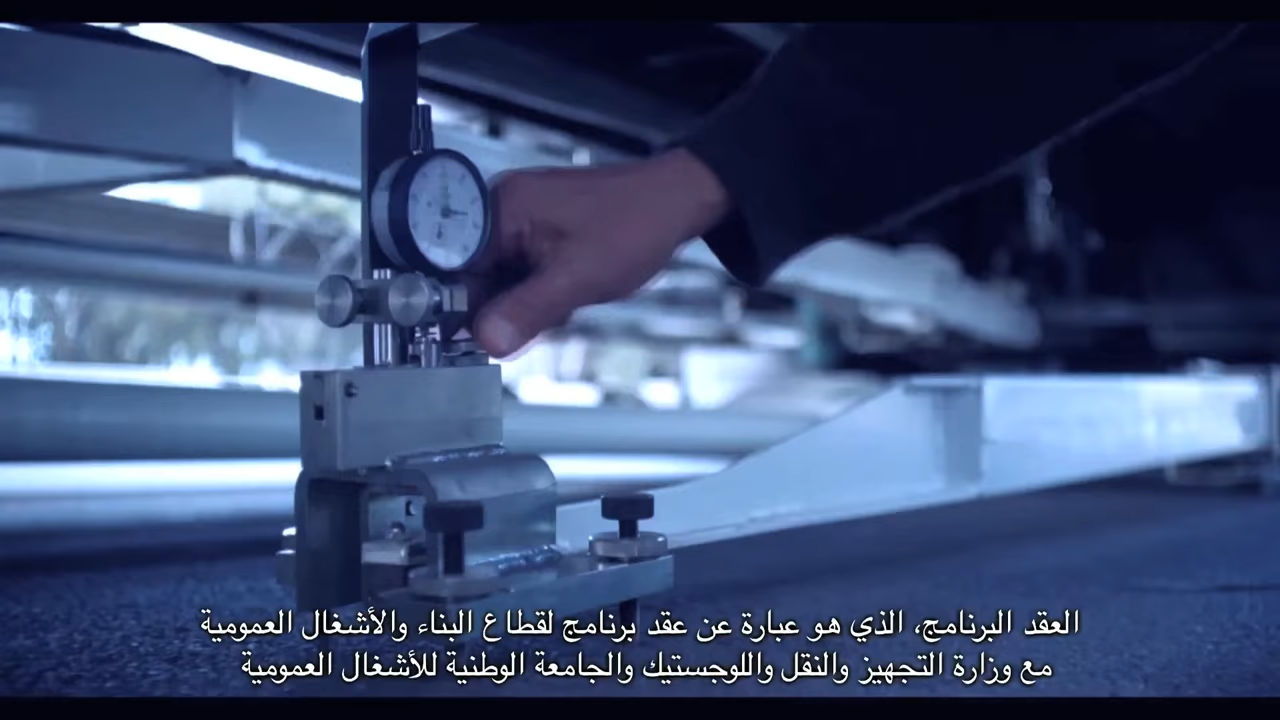 العقد البرنامج، الذي هو عبارة عن عقد برنامج لقطاع البناء والأشغال العمومية
مع وزارة التجهيز والنقل واللوجستيك والجامعة الوطنية للأشغال العمومية